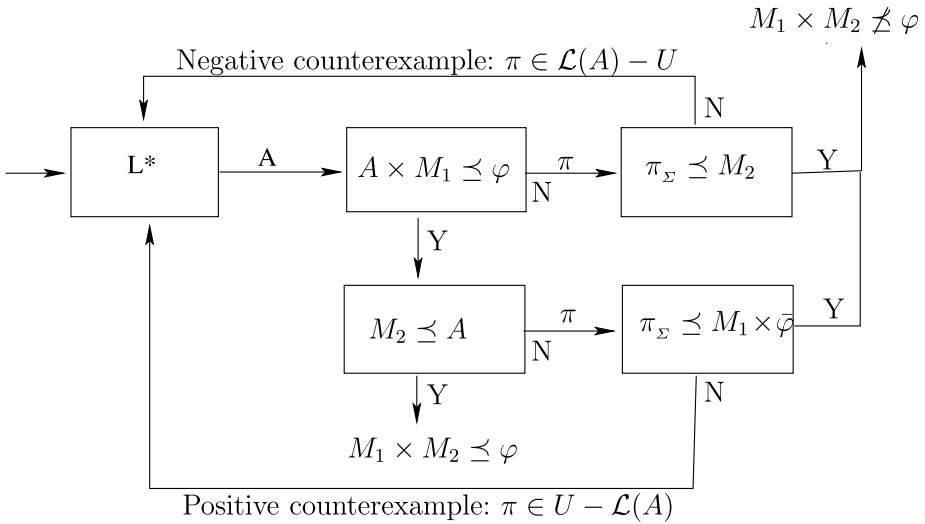 M₁ × M₂ ⋠ φ
Negative counterexample: π ∈ 𝓛(A) − U
N
L*
A
A × M₁ ⪯ φ
π
N
π_Σ ⪯ M₂
Y
Y
M₂ ⪯ A
π
N
π_Σ ⪯ M₁ × φ̄
Y
Y
N
M₁ × M₂ ⪯ φ
Positive counterexample: π ∈ U − 𝓛(A)